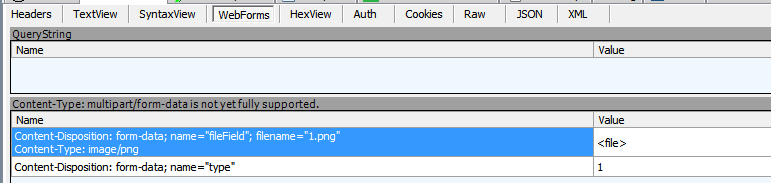 Headers TextView SyntaxView WebForms HexView Auth Cookies Raw JSON XML
QueryString
Name Value
Content-Type: multipart/form-data is not yet fully supported.
Name Value
Content-Disposition: form-data; name="fileField"; filename="1.png"
Content-Type: image/png
<file>
Content-Disposition: form-data; name="type" 1